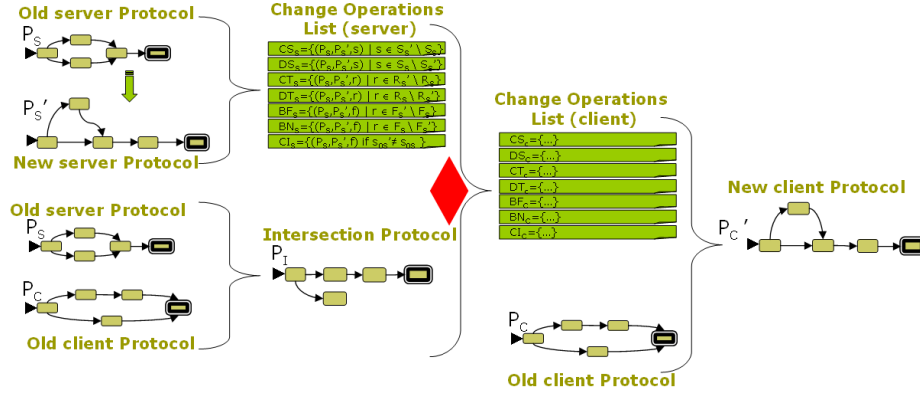 Old server Protocol
P_S
P_S'
New server Protocol
Change Operations
List (server)
CS_S={(P_S,P_S',s) | s ∈ S_S' \ S_S}
DS_S={(P_S,P_S',s) | s ∈ S_S \ S_S'}
CT_S={(P_S,P_S',r) | r ∈ R_S' \ R_S}
DT_S={(P_S,P_S',r) | r ∈ R_S \ R_S'}
BF_S={(P_S,P_S',f) | r ∈ F_S' \ F_S}
BN_S={(P_S,P_S',f) | r ∈ F_S \ F_S'}
CI_S={(P_S,P_S',f) if s_0S'≠ s_0S }
Old server Protocol
P_S
P_C
Old client Protocol
Intersection Protocol
P_I
Change Operations
List (client)
CS_C={...}
DS_C={...}
CT_C={...}
DT_C={...}
BF_C={...}
BN_C={...}
CI_C={...}
P_C
Old client Protocol
New client Protocol
P_C'